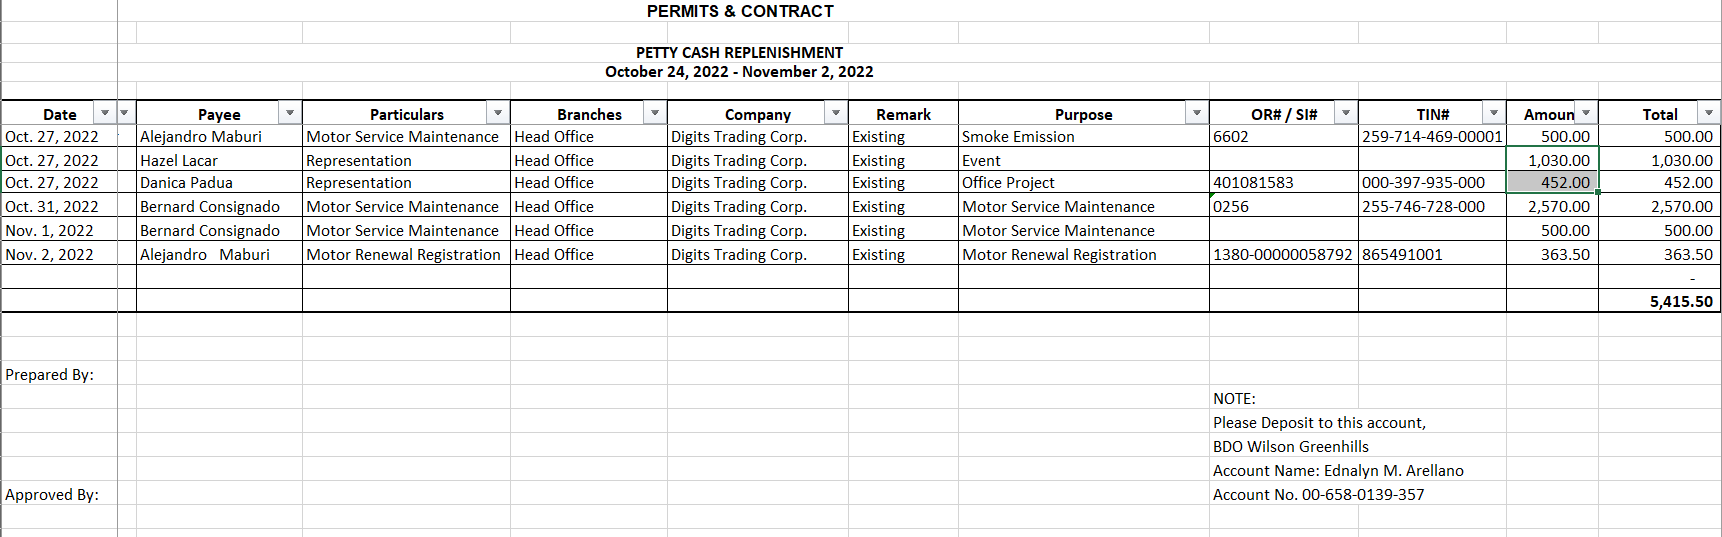 PERMITS & CONTRACT
PETTY CASH REPLENISHMENT
October 24, 2022 - November 2, 2022
Date Payee Particulars Branches Company Remark Purpose OR# / SI# TIN# Amoun Total
Oct. 27, 2022 Alejandro Maburi Motor Service Maintenance Head Office Digits Trading Corp. Existing Smoke Emission 6602 259-714-469-00001 500.00 500.00
Oct. 27, 2022 Hazel Lacar Representation Head Office Digits Trading Corp. Existing Event 1,030.00 1,030.00
Oct. 27, 2022 Danica Padua Representation Head Office Digits Trading Corp. Existing Office Project 401081583 000-397-935-000 452.00 452.00
Oct. 31, 2022 Bernard Consignado Motor Service Maintenance Head Office Digits Trading Corp. Existing Motor Service Maintenance 0256 255-746-728-000 2,570.00 2,570.00
Nov. 1, 2022 Bernard Consignado Motor Service Maintenance Head Office Digits Trading Corp. Existing Motor Service Maintenance 500.00 500.00
Nov. 2, 2022 Alejandro Maburi Motor Renewal Registration Head Office Digits Trading Corp. Existing Motor Renewal Registration 1380-00000058792 865491001 363.50 363.50
-
5,415.50
Prepared By:
NOTE:
Please Deposit to this account,
BDO Wilson Greenhills
Account Name: Ednalyn M. Arellano
Approved By: Account No. 00-658-0139-357